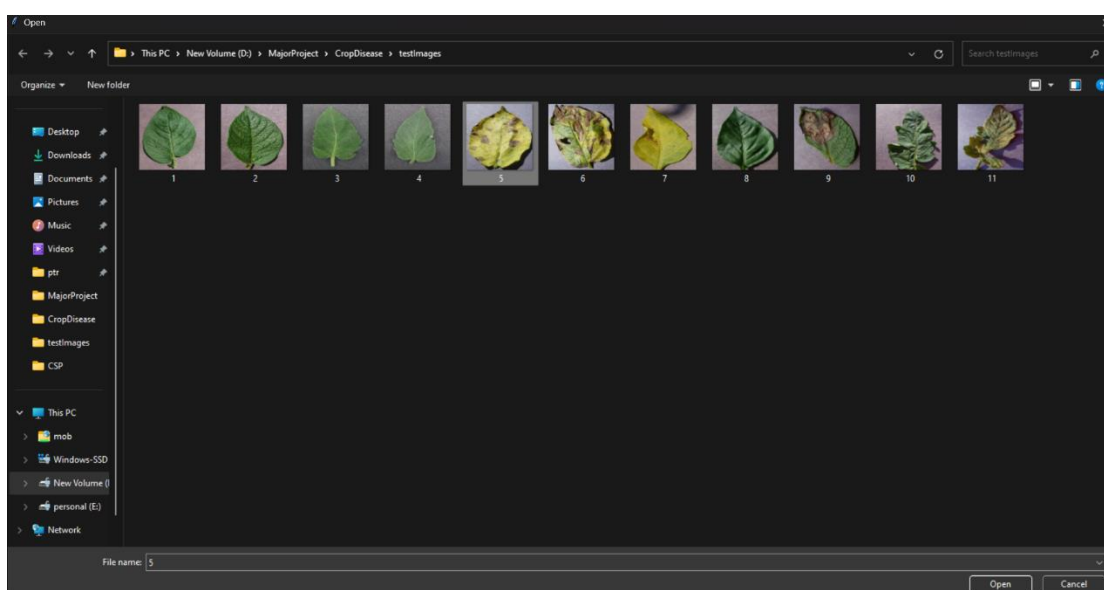 Open
This PC > New Volume (D:) > MajorProject > CropDisease > testImages
Search testImages
Organize
New folder
Desktop
Downloads
Documents
Pictures
Music
Videos
ptr
MajorProject
CropDisease
testImages
CSP
This PC
mob
Windows-SSD
New Volume (
personal (E:)
Network
1 2 3 4 5 6 7 8 9 10 11
File name: 5
Open Cancel